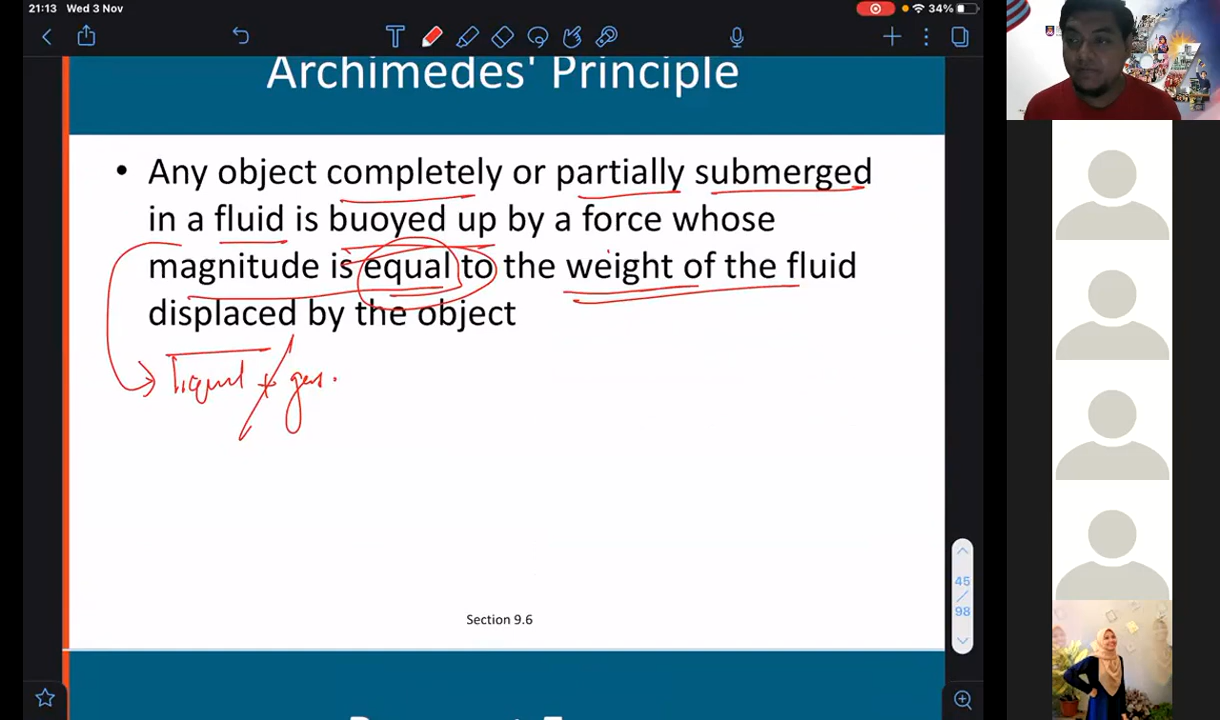 21:13 Wed 3 Nov
34%
Archimedes' Principle
• Any object completely or partially submerged
in a fluid is buoyed up by a force whose
magnitude is equal to the weight of the fluid
displaced by the object
liquid + gas.
Section 9.6
45
/
98